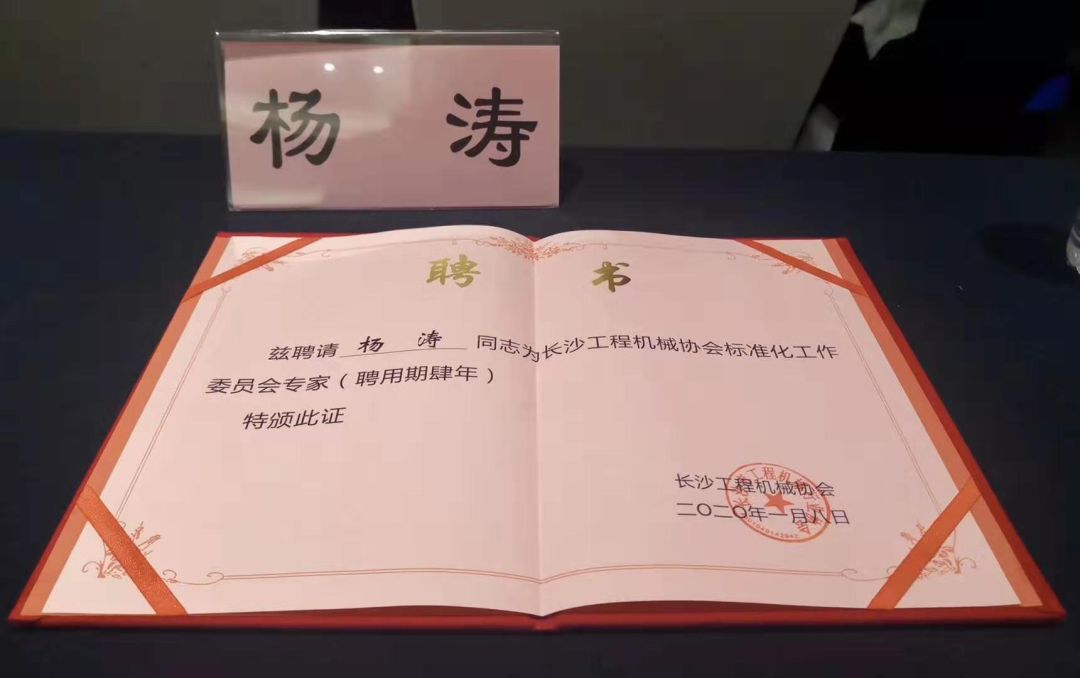 杨 涛
聘 书
兹聘请 杨 涛 同志为长沙工程机械协会标准化工作
委员会专家（聘用期肆年）
特颁此证
长沙工程机械协会
二〇二〇年一月八日